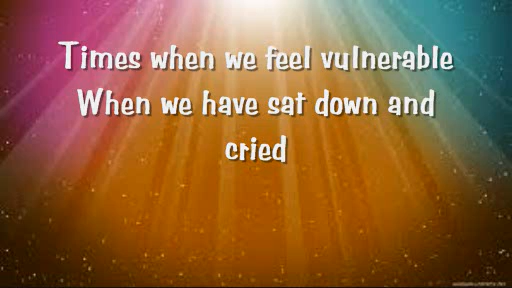 Times when we feel vulnerable
When we have sat down and
cried